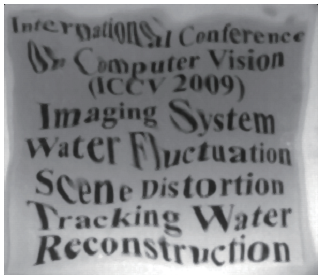 International Conference
On Computer Vision
(ICCV 2009)
Imaging System
Water Fluctuation
Scene Distortion
Tracking Water
Reconstruction